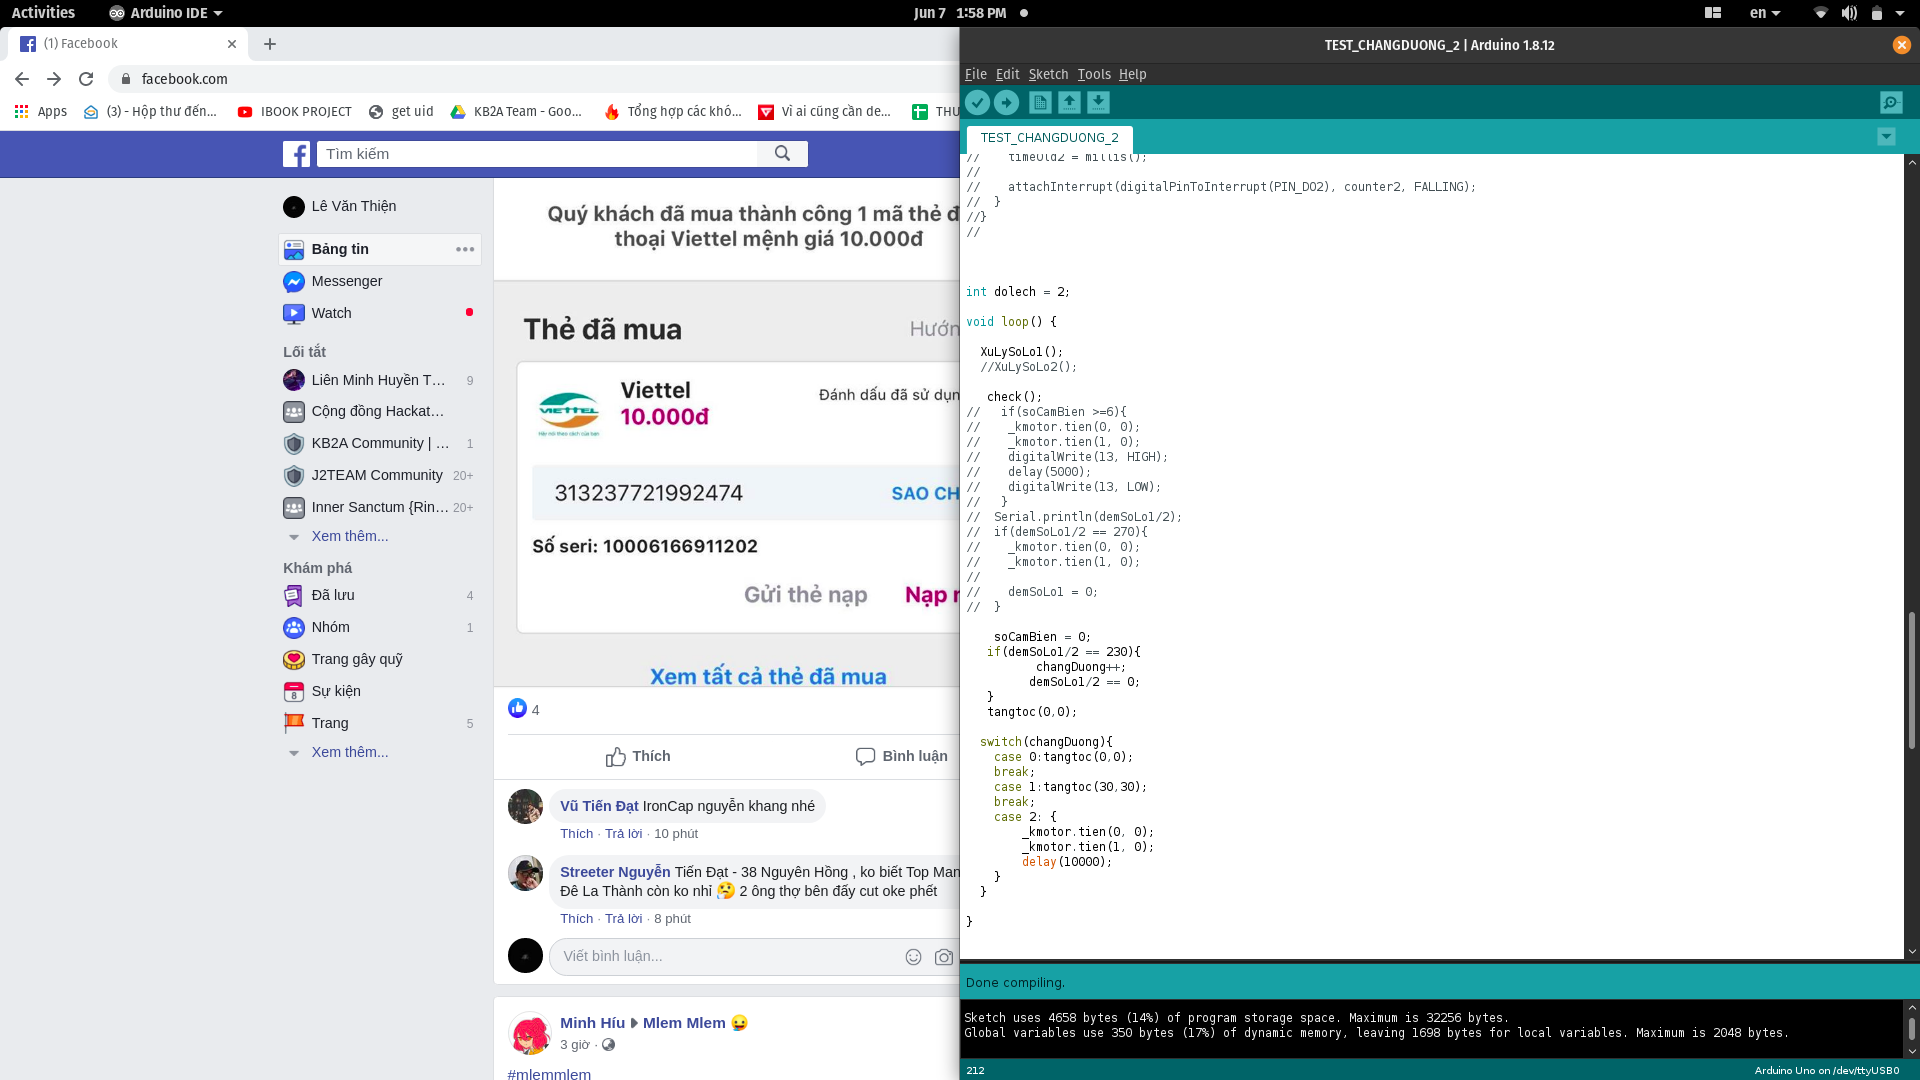 Activities
Arduino IDE
Jun 7 1:58 PM
en
(1) Facebook
facebook.com
Apps
(3) - Hộp thư đến...
IBOOK PROJECT
get uid
KB2A Team - Goo...
Tổng hợp các khó...
Vì ai cũng cần de...
THU
Tìm kiếm
Lê Văn Thiện
Bảng tin
Messenger
Watch
Lối tắt
Liên Minh Huyền T... 9
Cộng đồng Hackat...
KB2A Community | ... 1
J2TEAM Community 20+
Inner Sanctum {Rin... 20+
Xem thêm...
Khám phá
Đã lưu 4
Nhóm 1
Trang gây quỹ
Sự kiện
Trang 5
Xem thêm...
Quý khách đã mua thành công 1 mã thẻ đ
thoại Viettel mệnh giá 10.000đ
Thẻ đã mua
Hướn
VIETTEL
Viettel
10.000đ
Đánh dấu đã sử dụn
313237721992474
SAO CH
Số seri: 10006166911202
Gửi thẻ nạp
Nạp n
Xem tất cả thẻ đã mua
4
Thích
Bình luận
Vũ Tiến Đạt IronCap nguyễn khang nhé
Thích · Trả lời · 10 phút
Streeter Nguyễn Tiến Đạt - 38 Nguyên Hồng , ko biết Top Man
Đê La Thành còn ko nhỉ 🤧 2 ông thợ bên đấy cut oke phết
Thích · Trả lời · 8 phút
Viết bình luận...
Minh Híu ▸ Mlem Mlem 😛
3 giờ ·
#mlemmlem
TEST_CHANGDUONG_2 | Arduino 1.8.12
File Edit Sketch Tools Help
TEST_CHANGDUONG_2
//    timeOld2 = millis();
//
//    attachInterrupt(digitalPinToInterrupt(PIN_DO2), counter2, FALLING);
//  }
//}
//
int dolech = 2;
void loop() {
  XuLySoLo1();
  //XuLySoLo2();
   check();
//   if(soCamBien >=6){
//    _kmotor.tien(0, 0);
//    _kmotor.tien(1, 0);
//    digitalWrite(13, HIGH);
//    delay(5000);
//    digitalWrite(13, LOW);
//   }
//  Serial.println(demSoLo1/2);
//  if(demSoLo1/2 == 270){
//    _kmotor.tien(0, 0);
//    _kmotor.tien(1, 0);
//
//    demSoLo1 = 0;
//  }
    soCamBien = 0;
   if(demSoLo1/2 == 230){
          changDuong++;
         demSoLo1/2 == 0;
   }
   tangtoc(0,0);
  switch(changDuong){
    case 0:tangtoc(0,0);
    break;
    case 1:tangtoc(30,30);
    break;
    case 2: {
        _kmotor.tien(0, 0);
        _kmotor.tien(1, 0);
        delay(10000);
    }
  }
}
Done compiling.
Sketch uses 4658 bytes (14%) of program storage space. Maximum is 32256 bytes.
Global variables use 350 bytes (17%) of dynamic memory, leaving 1698 bytes for local variables. Maximum is 2048 bytes.
212
Arduino Uno on /dev/ttyUSB0